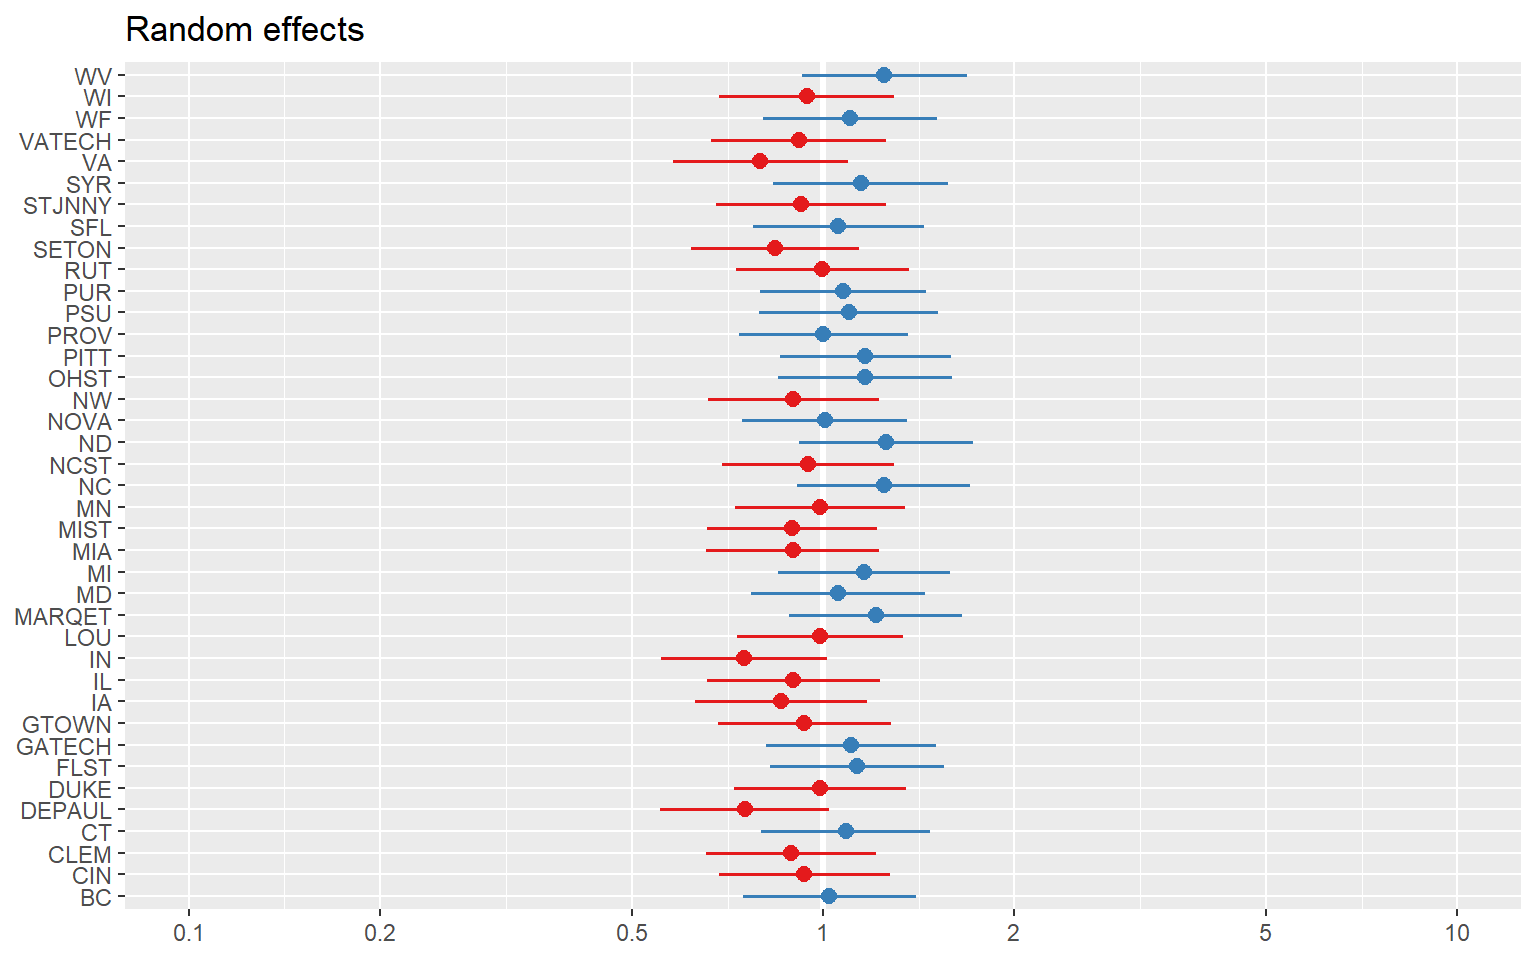 Random effects
WV
WI
WF
VATECH
VA
SYR
STJNNY
SFL
SETON
RUT
PUR
PSU
PROV
PITT
OHST
NW
NOVA
ND
NCST
NC
MN
MIST
MIA
MI
MD
MARQET
LOU
IN
IL
IA
GTOWN
GATECH
FLST
DUKE
DEPAUL
CT
CLEM
CIN
BC
0.1 0.2 0.5 1 2 5 10